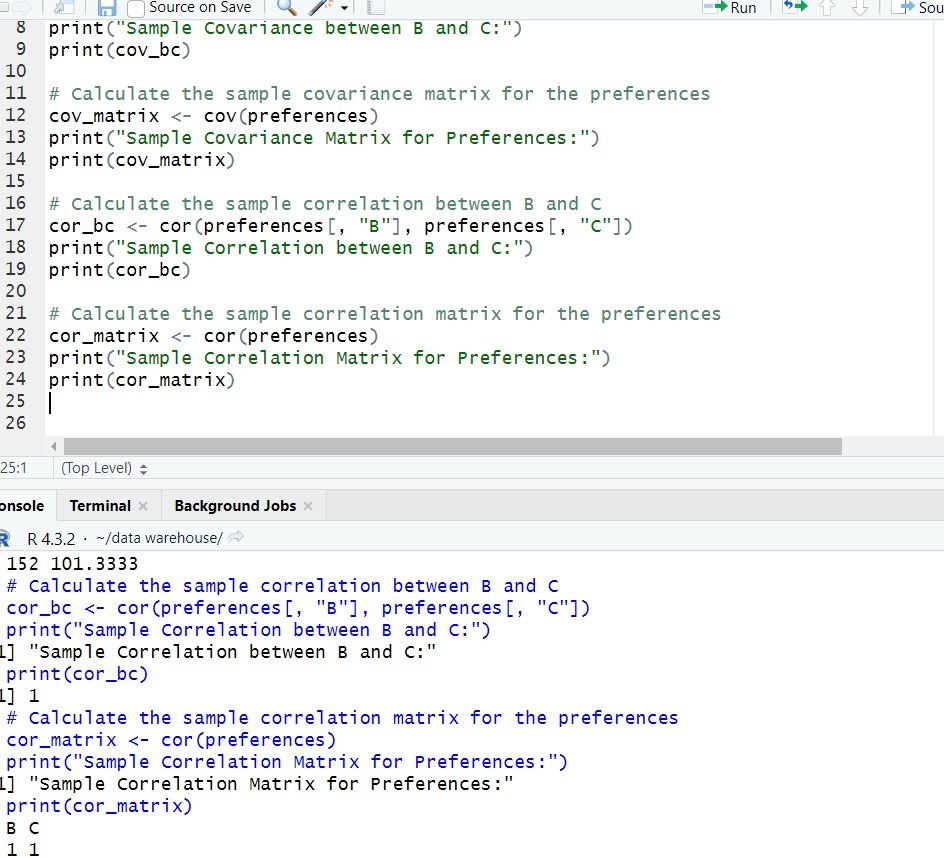 Source on Save Run Sou
8 print("Sample Covariance between B and C:")
9 print(cov_bc)
10
11 # Calculate the sample covariance matrix for the preferences
12 cov_matrix <- cov(preferences)
13 print("Sample Covariance Matrix for Preferences:")
14 print(cov_matrix)
15
16 # Calculate the sample correlation between B and C
17 cor_bc <- cor(preferences[, "B"], preferences[, "C"])
18 print("Sample Correlation between B and C:")
19 print(cor_bc)
20
21 # Calculate the sample correlation matrix for the preferences
22 cor_matrix <- cor(preferences)
23 print("Sample Correlation Matrix for Preferences:")
24 print(cor_matrix)
25
26
25:1 (Top Level)
onsole Terminal Background Jobs
R R 4.3.2 · ~/data warehouse/
152 101.3333
# Calculate the sample correlation between B and C
cor_bc <- cor(preferences[, "B"], preferences[, "C"])
print("Sample Correlation between B and C:")
1] "Sample Correlation between B and C:"
print(cor_bc)
1] 1
# Calculate the sample correlation matrix for the preferences
cor_matrix <- cor(preferences)
print("Sample Correlation Matrix for Preferences:")
1] "Sample Correlation Matrix for Preferences:"
print(cor_matrix)
B C
1 1